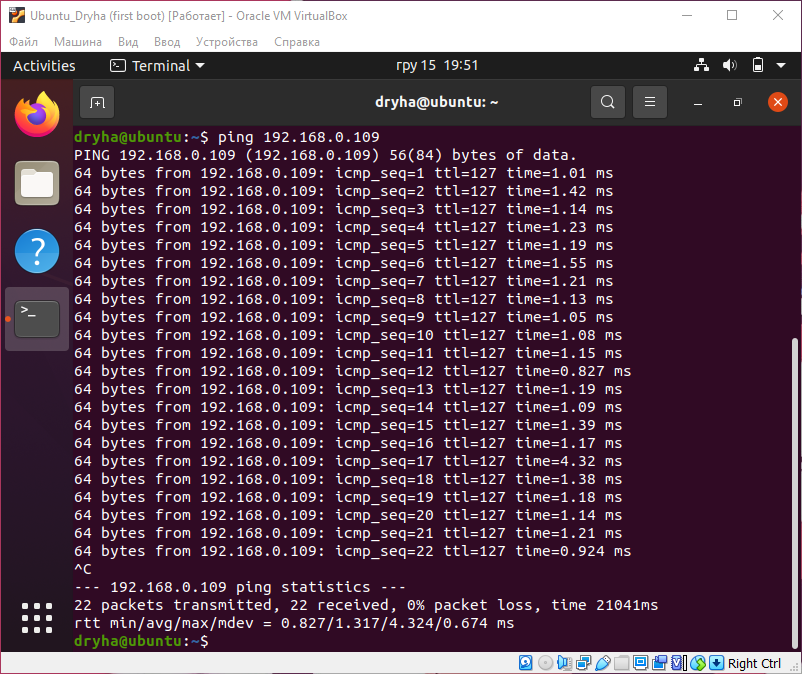 Ubuntu_Dryha (first boot) [Работает] - Oracle VM VirtualBox
Файл Машина Вид Ввод Устройства Справка
Activities Terminal гру 15 19:51
dryha@ubuntu: ~
dryha@ubuntu:~$ ping 192.168.0.109
PING 192.168.0.109 (192.168.0.109) 56(84) bytes of data.
64 bytes from 192.168.0.109: icmp_seq=1 ttl=127 time=1.01 ms
64 bytes from 192.168.0.109: icmp_seq=2 ttl=127 time=1.42 ms
64 bytes from 192.168.0.109: icmp_seq=3 ttl=127 time=1.14 ms
64 bytes from 192.168.0.109: icmp_seq=4 ttl=127 time=1.23 ms
64 bytes from 192.168.0.109: icmp_seq=5 ttl=127 time=1.19 ms
64 bytes from 192.168.0.109: icmp_seq=6 ttl=127 time=1.55 ms
64 bytes from 192.168.0.109: icmp_seq=7 ttl=127 time=1.21 ms
64 bytes from 192.168.0.109: icmp_seq=8 ttl=127 time=1.13 ms
64 bytes from 192.168.0.109: icmp_seq=9 ttl=127 time=1.05 ms
64 bytes from 192.168.0.109: icmp_seq=10 ttl=127 time=1.08 ms
64 bytes from 192.168.0.109: icmp_seq=11 ttl=127 time=1.15 ms
64 bytes from 192.168.0.109: icmp_seq=12 ttl=127 time=0.827 ms
64 bytes from 192.168.0.109: icmp_seq=13 ttl=127 time=1.19 ms
64 bytes from 192.168.0.109: icmp_seq=14 ttl=127 time=1.09 ms
64 bytes from 192.168.0.109: icmp_seq=15 ttl=127 time=1.39 ms
64 bytes from 192.168.0.109: icmp_seq=16 ttl=127 time=1.17 ms
64 bytes from 192.168.0.109: icmp_seq=17 ttl=127 time=4.32 ms
64 bytes from 192.168.0.109: icmp_seq=18 ttl=127 time=1.38 ms
64 bytes from 192.168.0.109: icmp_seq=19 ttl=127 time=1.18 ms
64 bytes from 192.168.0.109: icmp_seq=20 ttl=127 time=1.14 ms
64 bytes from 192.168.0.109: icmp_seq=21 ttl=127 time=1.21 ms
64 bytes from 192.168.0.109: icmp_seq=22 ttl=127 time=0.924 ms
^C
--- 192.168.0.109 ping statistics ---
22 packets transmitted, 22 received, 0% packet loss, time 21041ms
rtt min/avg/max/mdev = 0.827/1.317/4.324/0.674 ms
dryha@ubuntu:~$
Right Ctrl